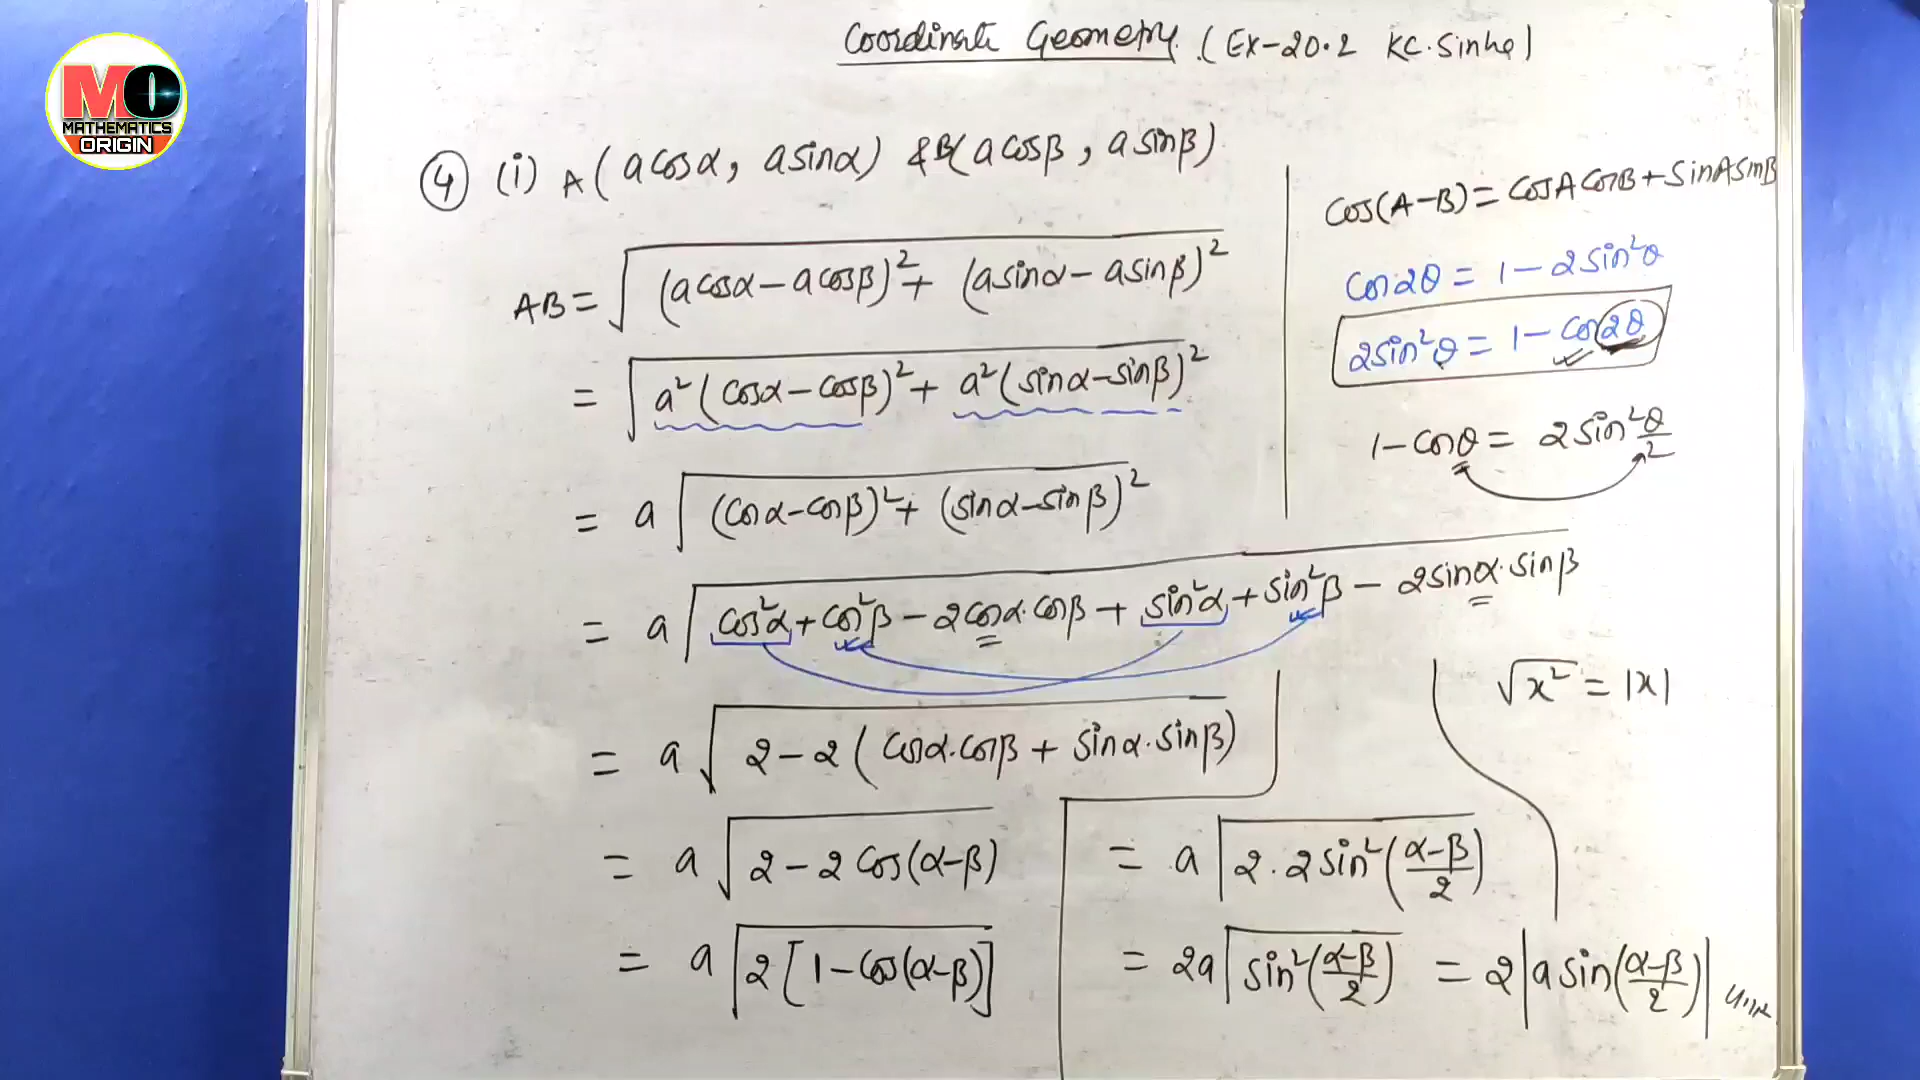 MO
MATHEMATICS
ORIGIN
Coordinate Geometry. (Ex-20.2 KC.Sinha)
④ (i) A(a cosα, a sinα) & B(a cosβ, a sinβ)
AB = √((a cosα - a cosβ)² + (a sinα - a sinβ)²)
= √(a²(cosα - cosβ)² + a²(sinα - sinβ)²)
= a √((cosα - cosβ)² + (sinα - sinβ)²)
= a √(cos²α + cos²β - 2cosα·cosβ + sin²α + sin²β - 2sinα·sinβ)
= a √(2 - 2(cosα·cosβ + sinα·sinβ))
= a √(2 - 2cos(α-β))
= a √(2[1 - cos(α-β)])
cos(A-B) = cosA cosB + sinA sinB
cos2θ = 1 - 2sin²θ
2sin²θ = 1 - cos2θ
1 - cosθ = 2sin²θ/2
√x² = |x|
= a √(2·2sin²((α-β)/2))
= 2a √(sin²((α-β)/2)) = 2|a sin((α-β)/2)|